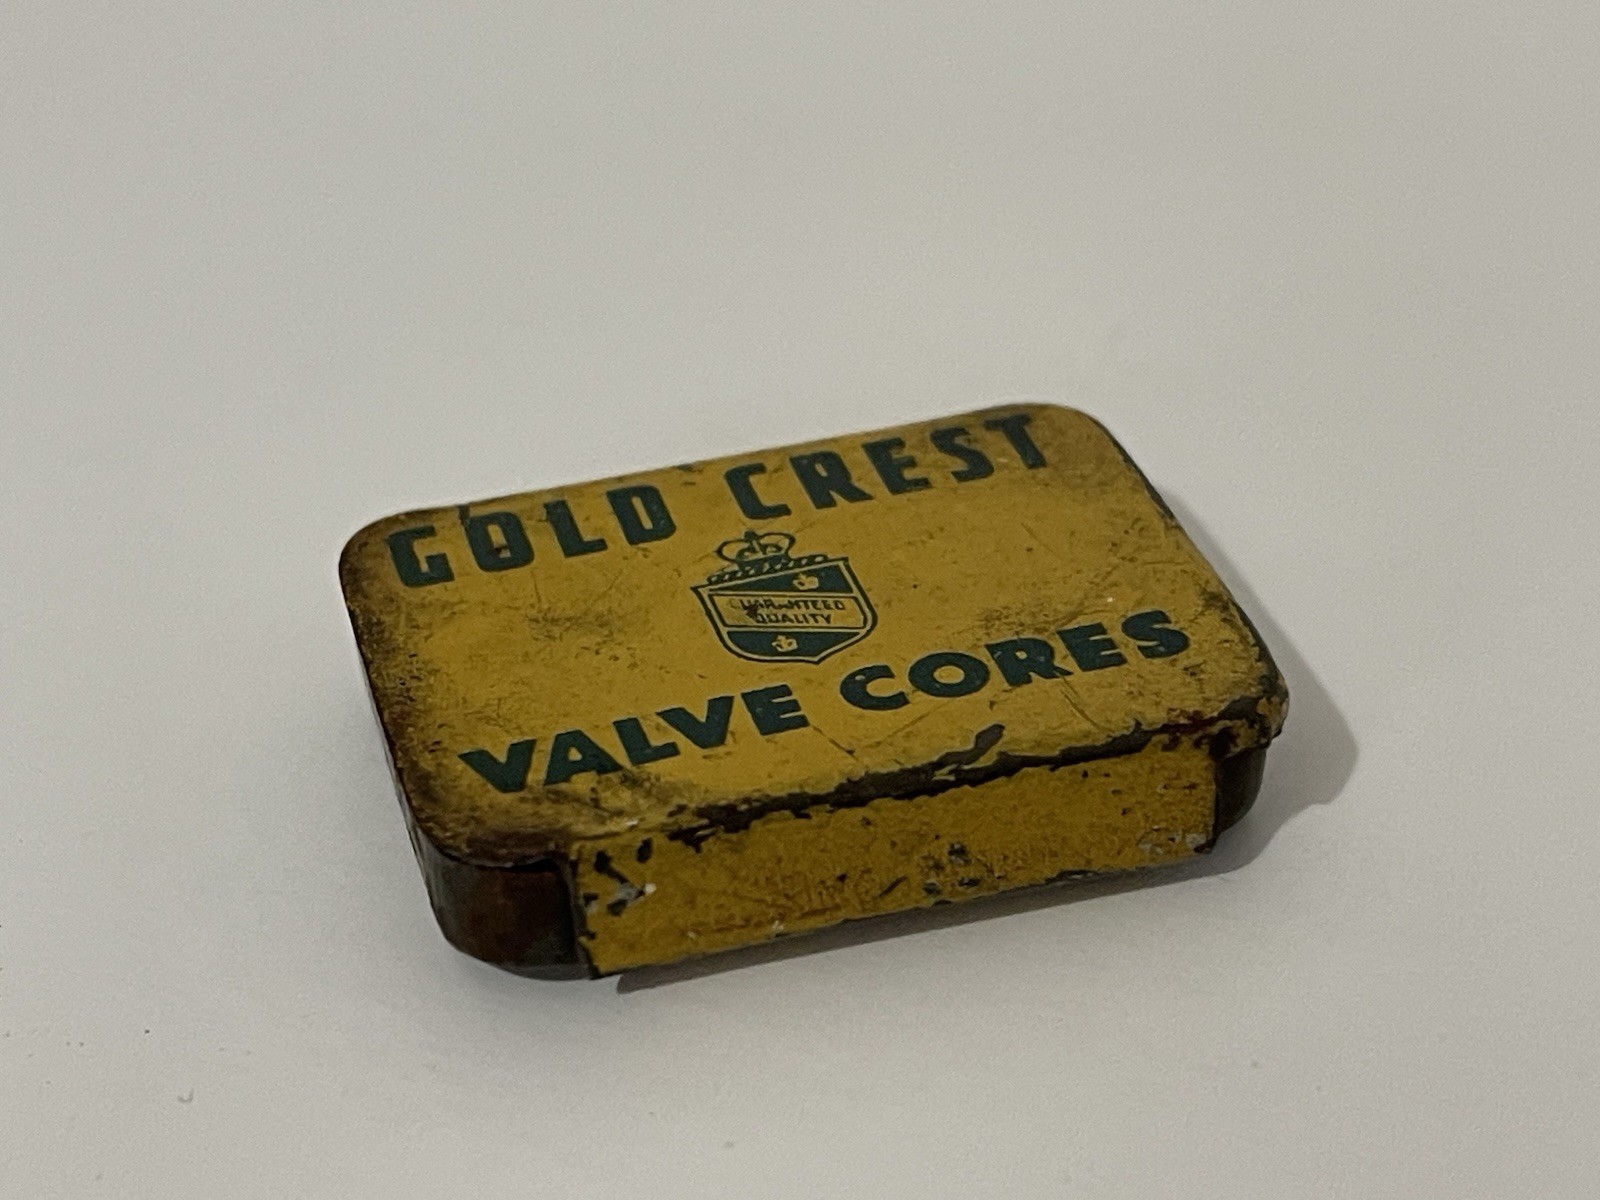 GOLD CREST
GUARANTEED
QUALITY
VALVE CORES